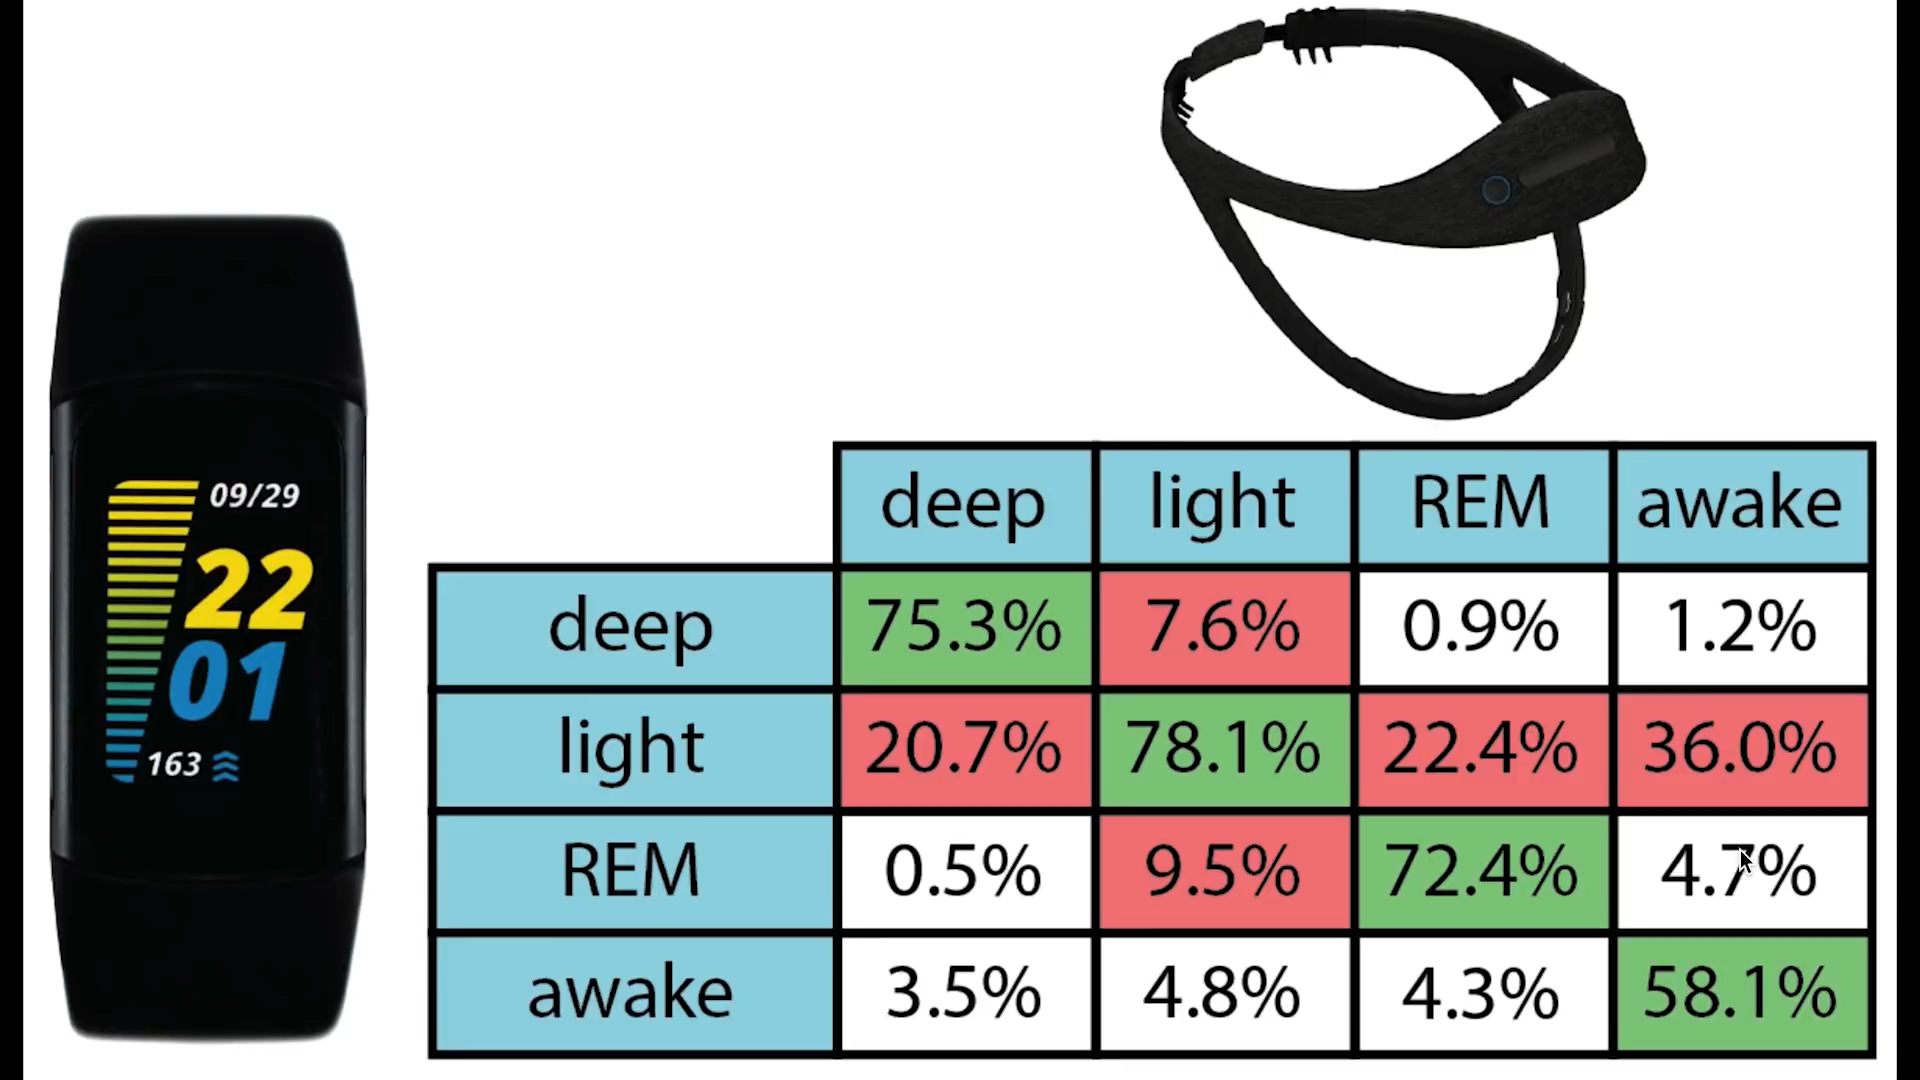 09/29
22
01
163
deep light REM awake
deep 75.3% 7.6% 0.9% 1.2%
light 20.7% 78.1% 22.4% 36.0%
REM 0.5% 9.5% 72.4% 4.7%
awake 3.5% 4.8% 4.3% 58.1%